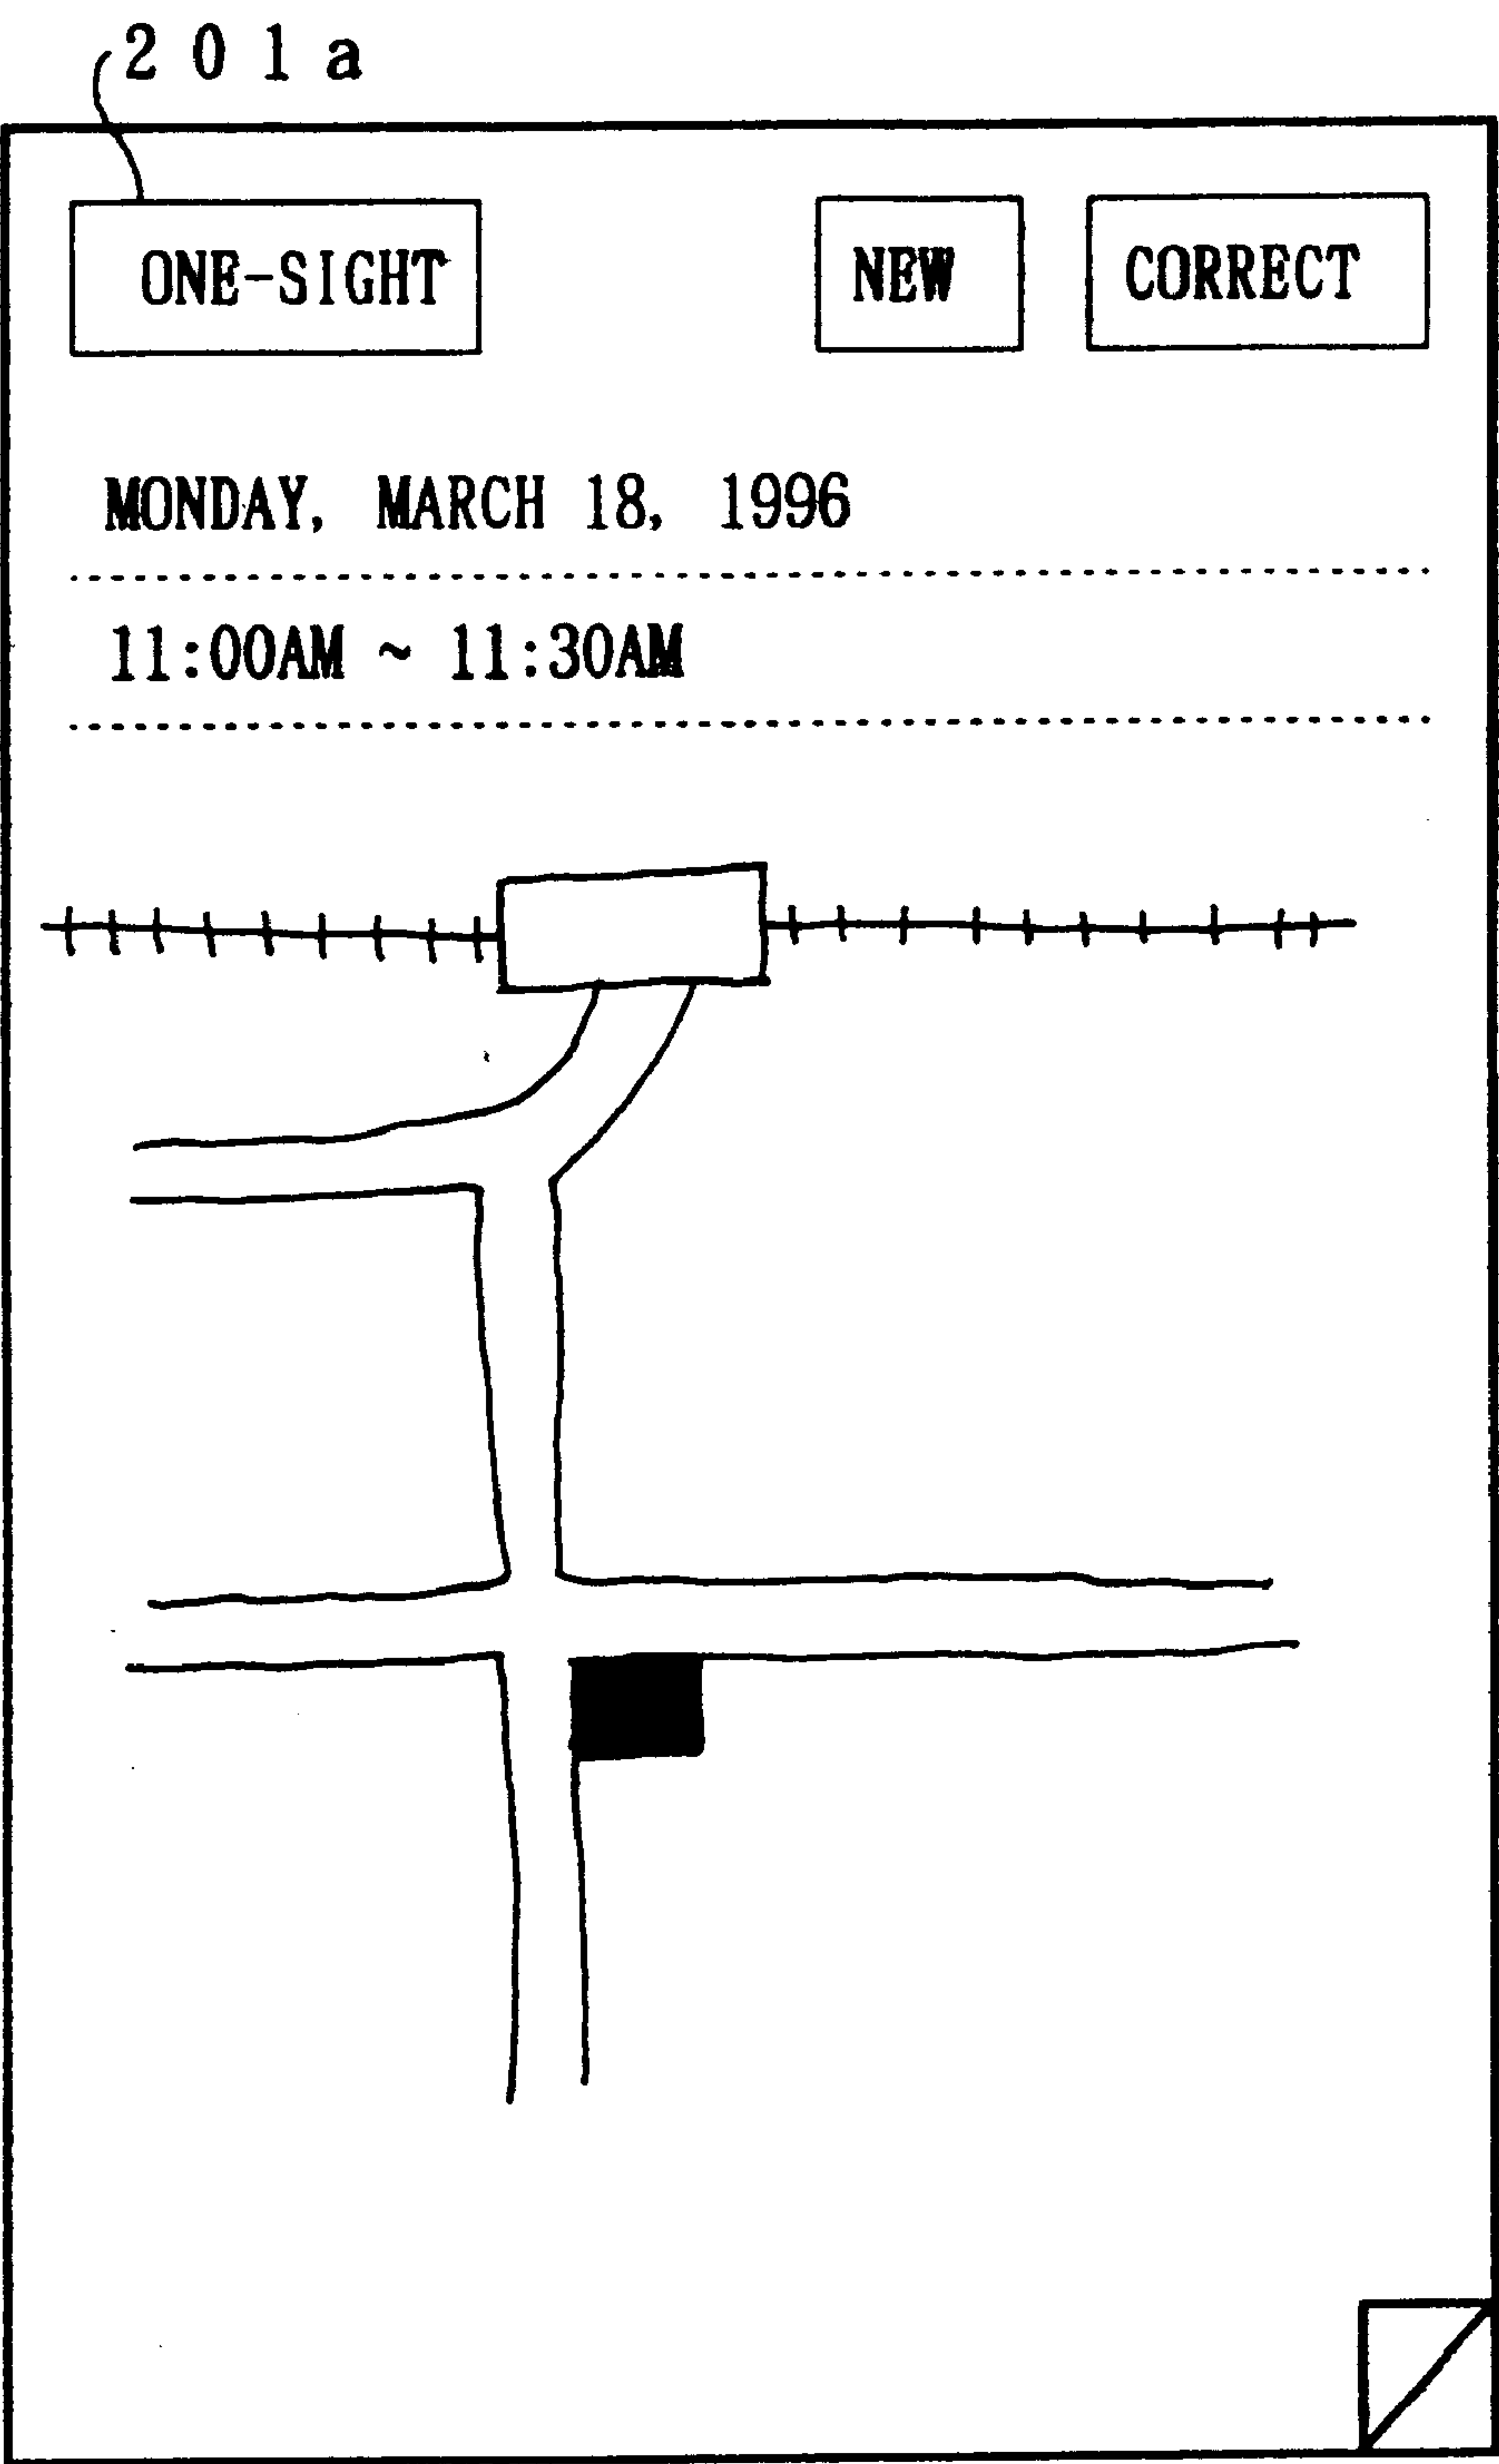 201a
ONE-SIGHT NEW CORRECT
MONDAY, MARCH 18, 1996
11:00AM ~ 11:30AM